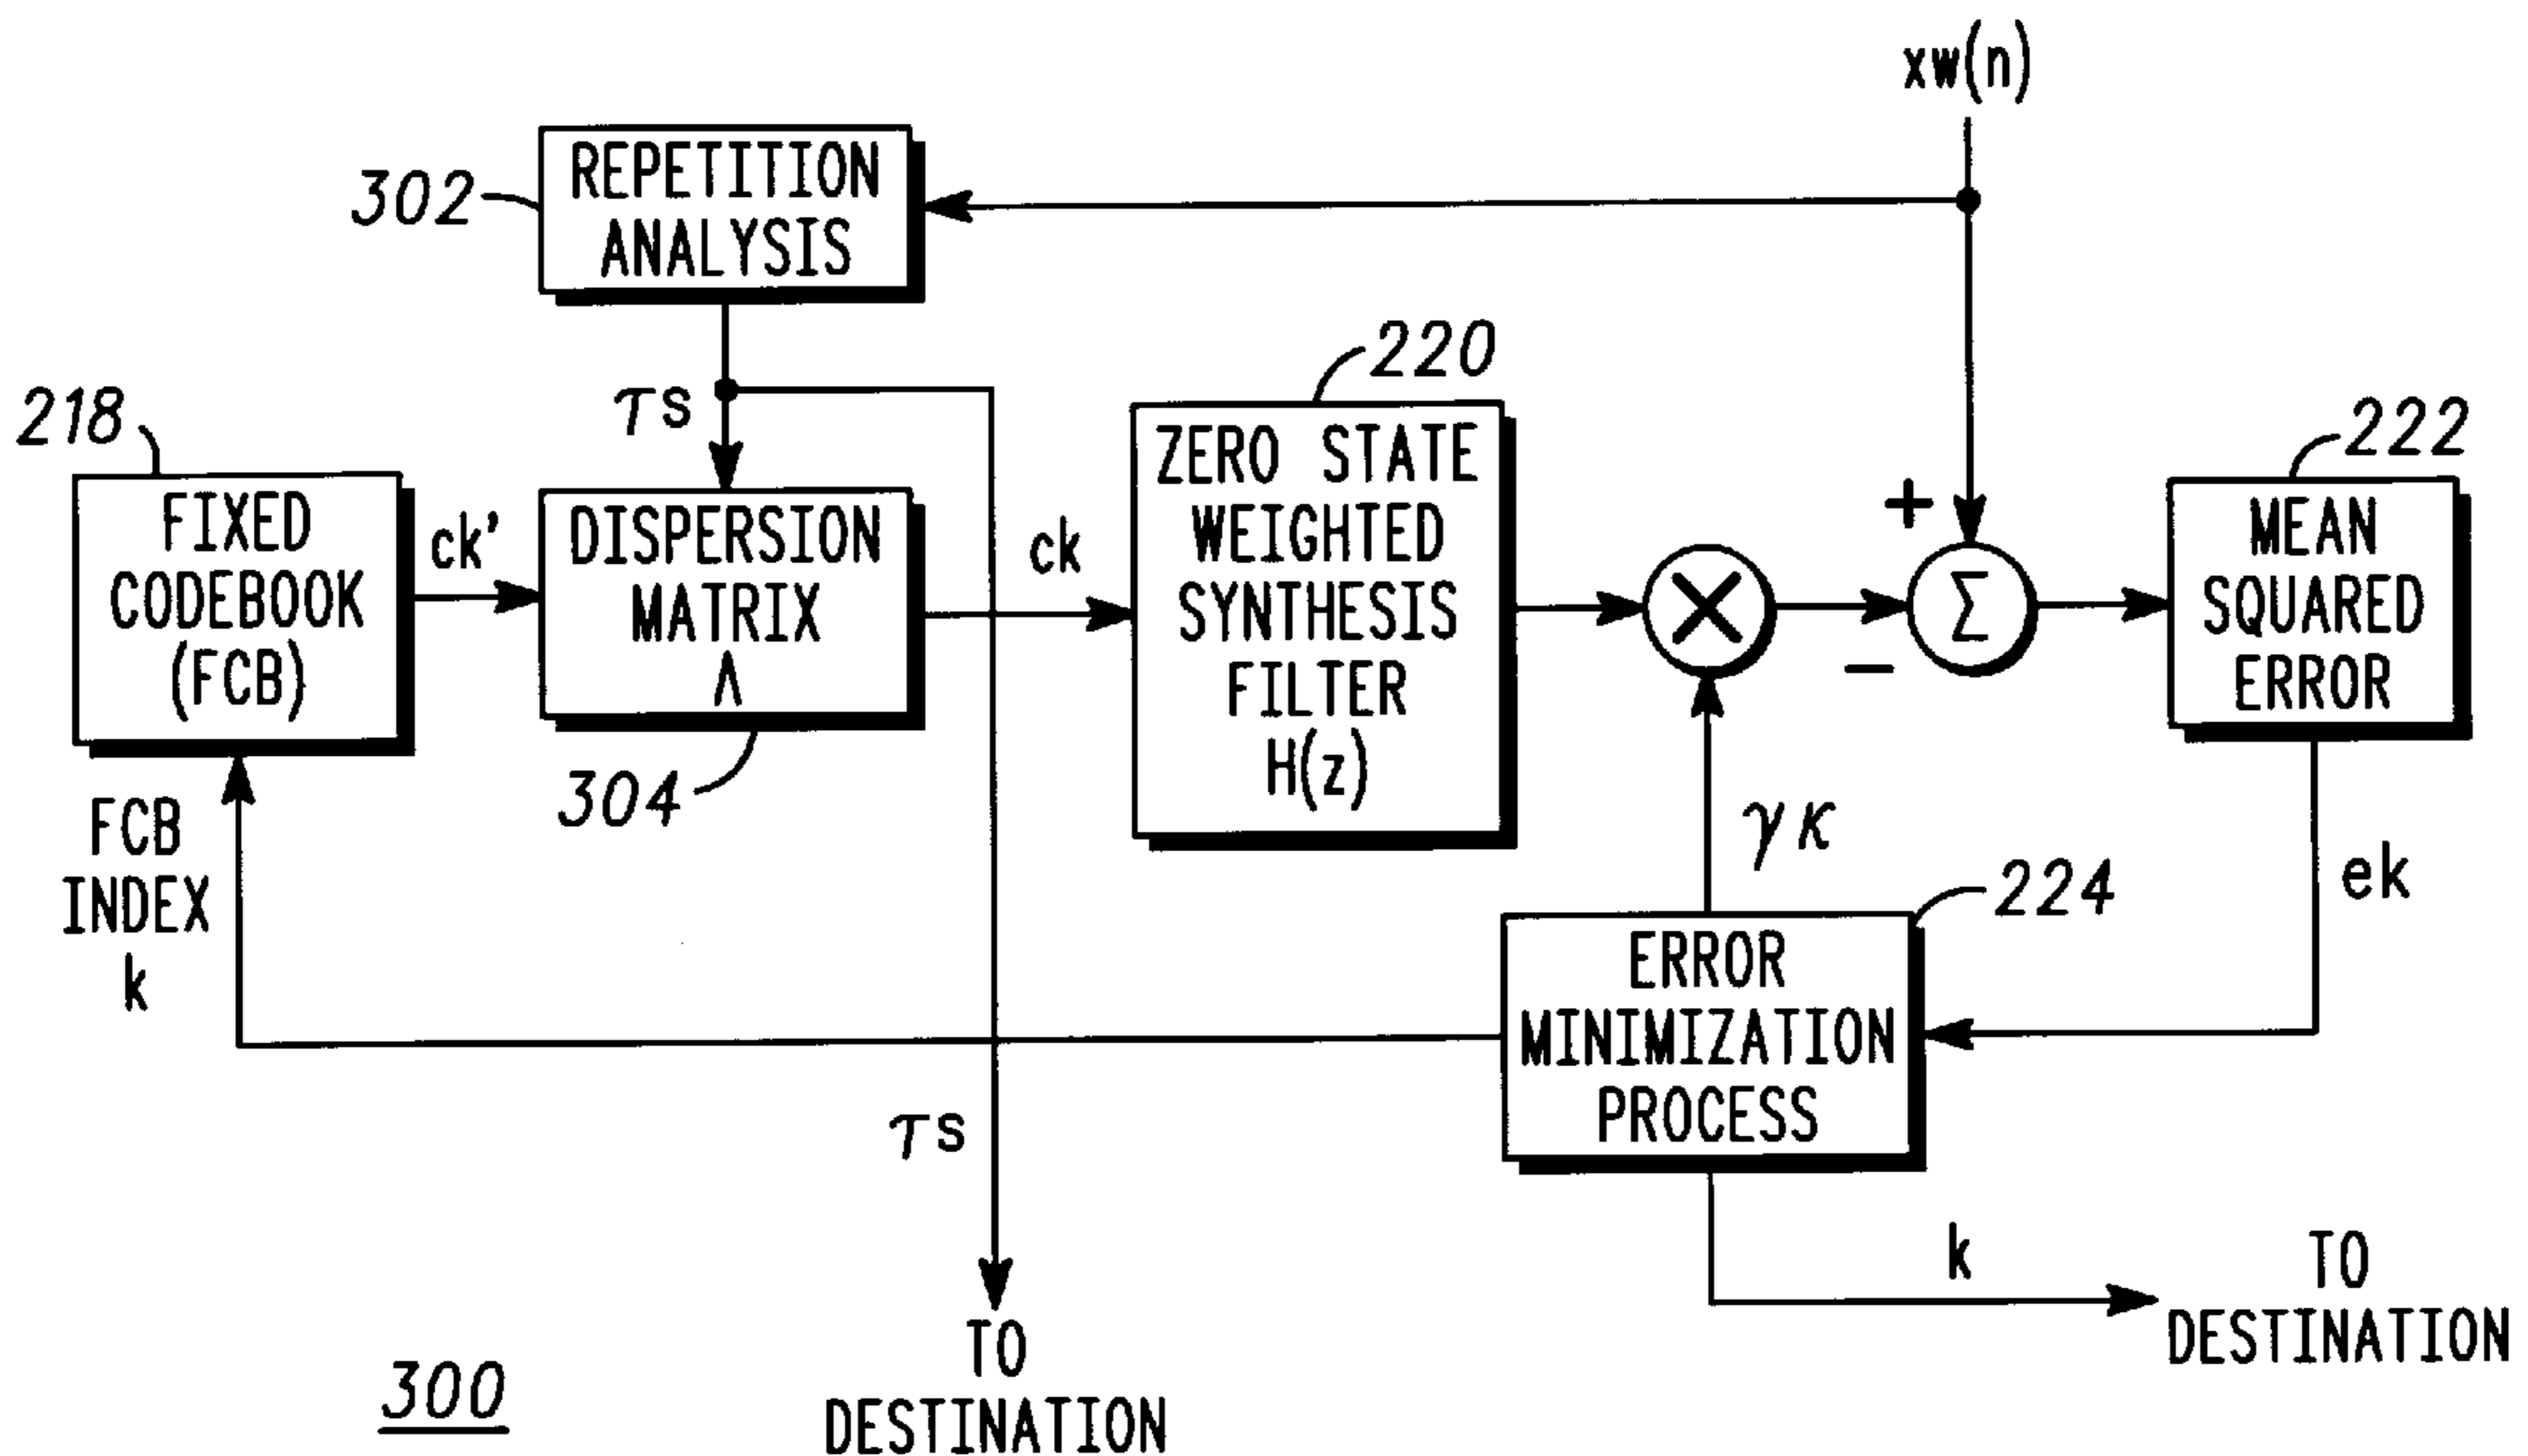 xw(n)
302
REPETITION
ANALYSIS
τs
218
FIXED
CODEBOOK
(FCB)
ck'
DISPERSION
MATRIX
Λ
304
ck
220
ZERO STATE
WEIGHTED
SYNTHESIS
FILTER
H(z)
+
−
Σ
222
MEAN
SQUARED
ERROR
ek
γκ
224
ERROR
MINIMIZATION
PROCESS
FCB
INDEX
k
τs
TO
DESTINATION
k
TO
DESTINATION
300